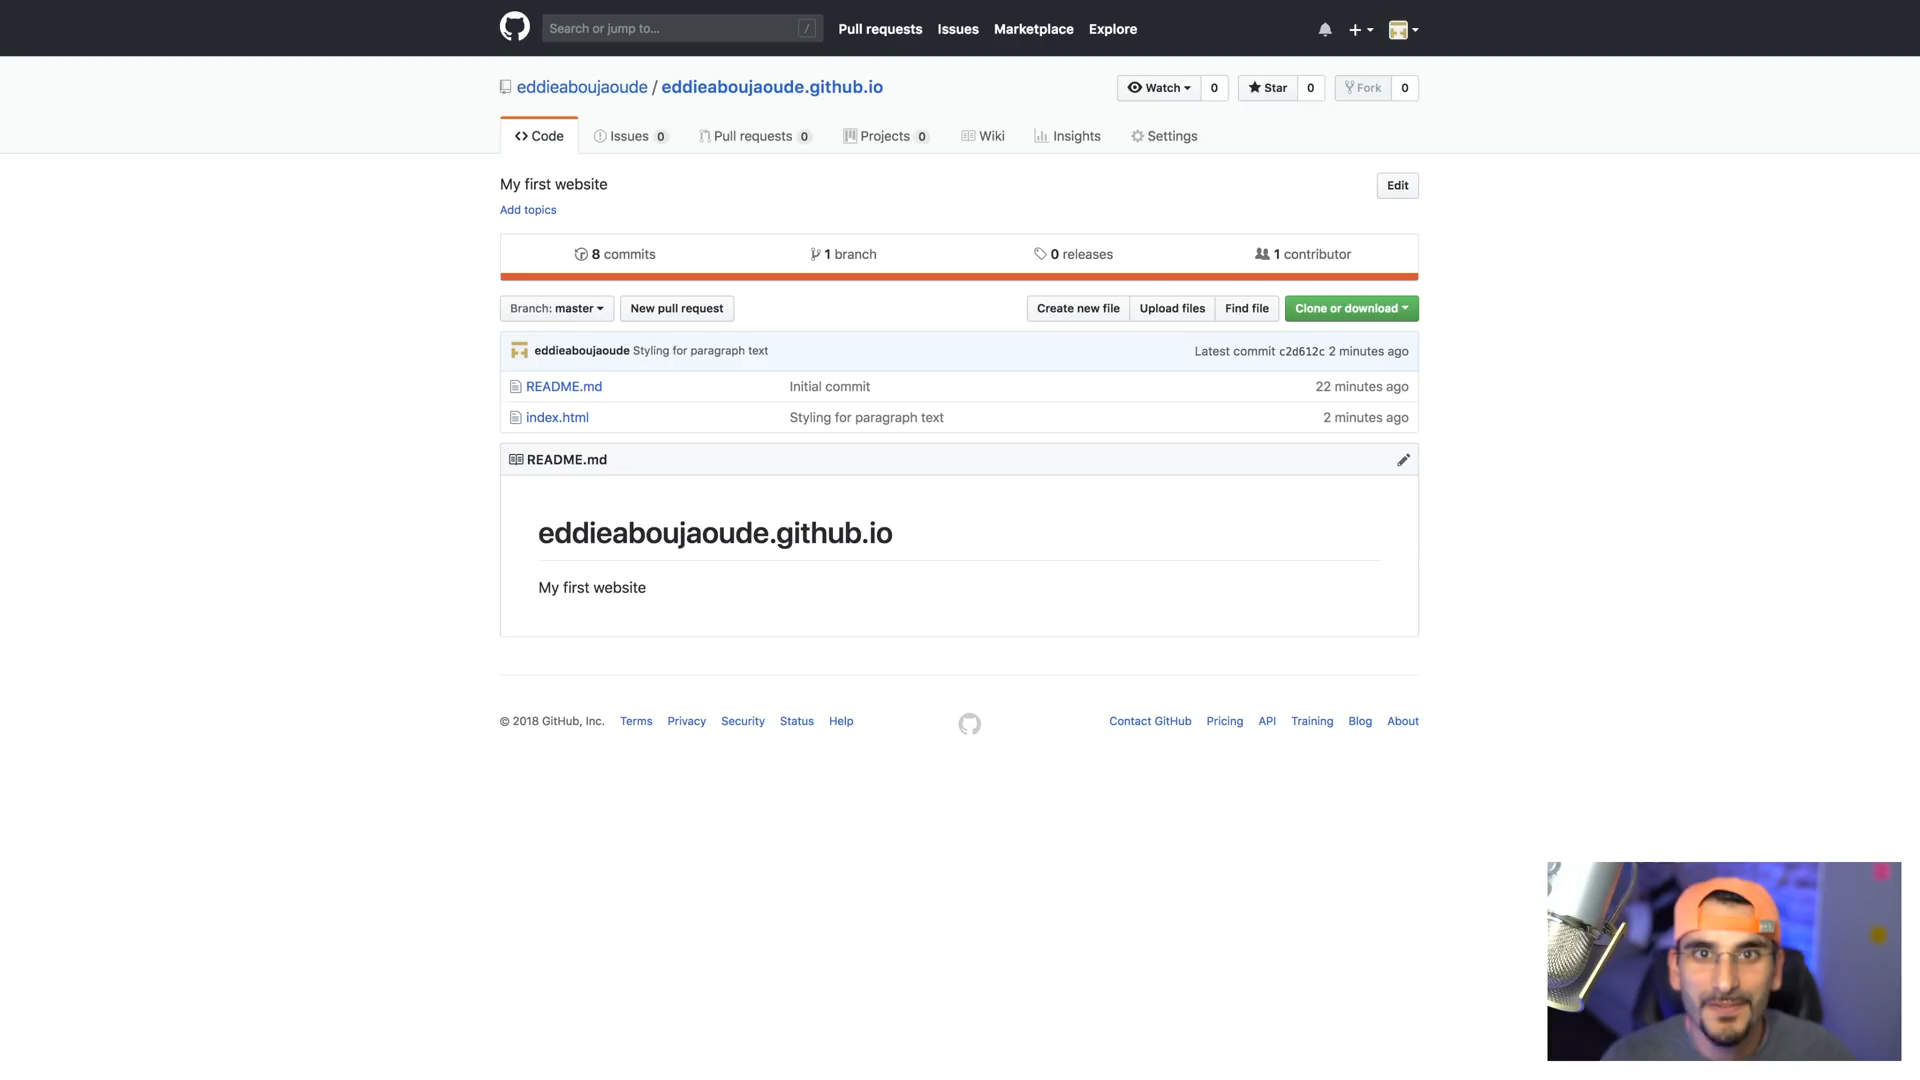 Search or jump to... / Pull requests Issues Marketplace Explore
eddieaboujaoude / eddieaboujaoude.github.io Watch 0 Star 0 Fork 0
Code Issues 0 Pull requests 0 Projects 0 Wiki Insights Settings
My first website Edit
Add topics
8 commits 1 branch 0 releases 1 contributor
Branch: master New pull request Create new file Upload files Find file Clone or download
eddieaboujaoude Styling for paragraph text Latest commit c2d612c 2 minutes ago
README.md Initial commit 22 minutes ago
index.html Styling for paragraph text 2 minutes ago
README.md
eddieaboujaoude.github.io
My first website
© 2018 GitHub, Inc. Terms Privacy Security Status Help Contact GitHub Pricing API Training Blog About